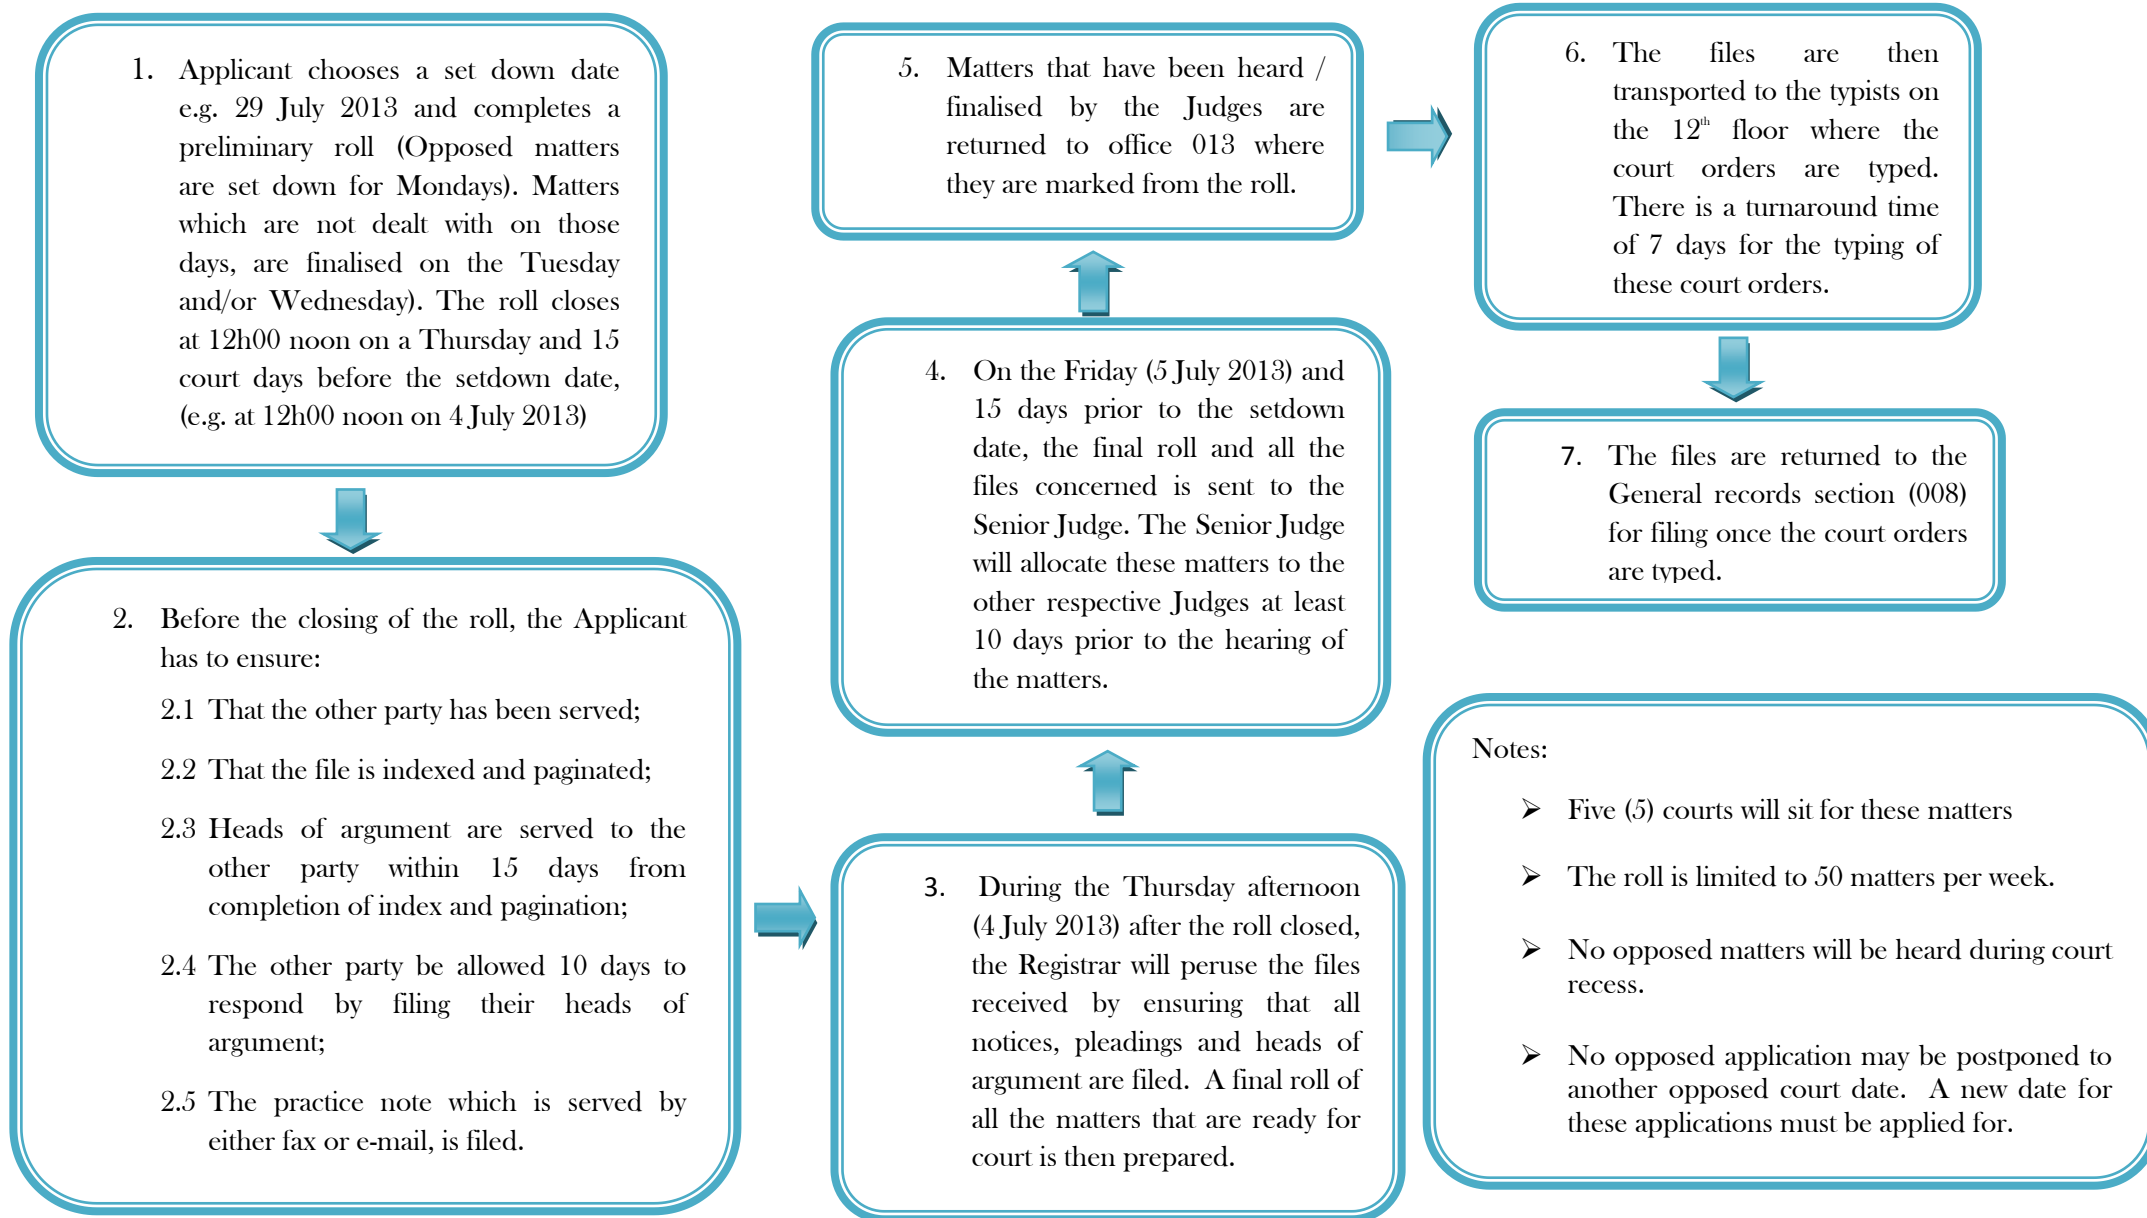 1. Applicant chooses a set down date
e.g. 29 July 2013 and completes a
preliminary roll (Opposed matters
are set down for Mondays). Matters
which are not dealt with on those
days, are finalised on the Tuesday
and/or Wednesday). The roll closes
at 12h00 noon on a Thursday and 15
court days before the setdown date,
(e.g. at 12h00 noon on 4 July 2013)
2. Before the closing of the roll, the Applicant
has to ensure:
2.1 That the other party has been served;
2.2 That the file is indexed and paginated;
2.3 Heads of argument are served to the
other party within 15 days from
completion of index and pagination;
2.4 The other party be allowed 10 days to
respond by filing their heads of
argument;
2.5 The practice note which is served by
either fax or e-mail, is filed.
3. During the Thursday afternoon
(4 July 2013) after the roll closed,
the Registrar will peruse the files
received by ensuring that all
notices, pleadings and heads of
argument are filed. A final roll of
all the matters that are ready for
court is then prepared.
4. On the Friday (5 July 2013) and
15 days prior to the setdown
date, the final roll and all the
files concerned is sent to the
Senior Judge. The Senior Judge
will allocate these matters to the
other respective Judges at least
10 days prior to the hearing of
the matters.
5. Matters that have been heard /
finalised by the Judges are
returned to office 013 where
they are marked from the roll.
6. The files are then
transported to the typists on
the 12th floor where the
court orders are typed.
There is a turnaround time
of 7 days for the typing of
these court orders.
7. The files are returned to the
General records section (008)
for filing once the court orders
are typed.
Notes:
➢ Five (5) courts will sit for these matters
➢ The roll is limited to 50 matters per week.
➢ No opposed matters will be heard during court
recess.
➢ No opposed application may be postponed to
another opposed court date. A new date for
these applications must be applied for.